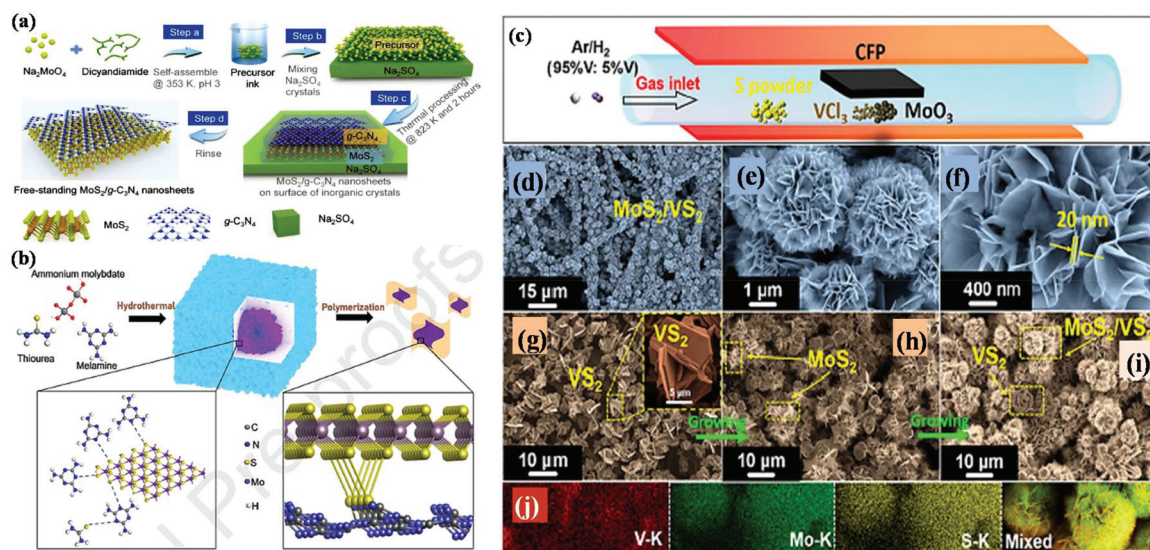 (a)
Na2MoO4
+
Dicyandiamide
Step a
Self-assemble
@ 353 K, pH 3
Precursor
ink
Step b
Mixing
Na2SO4
crystals
Precursor
Na2SO4
Step c
Thermal processing
@ 823 K and 2 hours
g-C3N4
MoS2
Na2SO4
MoS2/g-C3N4 nanosheets
on surface of inorganic crystals
Step d
Rinse
Free-standing MoS2/g-C3N4 nanosheets
MoS2
g-C3N4
Na2SO4
(b)
Ammonium molybdate
Thiourea
Melamine
Hydrothermal
Polymerization
C
N
S
Mo
H
(c)
Ar/H2
(95%V: 5%V)
Gas inlet
S powder
VCl3
MoO3
CFP
(d)
MoS2/VS2
15 μm
(e)
1 μm
(f)
20 nm
400 nm
(g)
VS2
VS2
5 μm
10 μm
Growing
(h)
MoS2
10 μm
Growing
(i)
VS2
MoS2/VS2
10 μm
(j)
V-K
Mo-K
S-K
Mixed